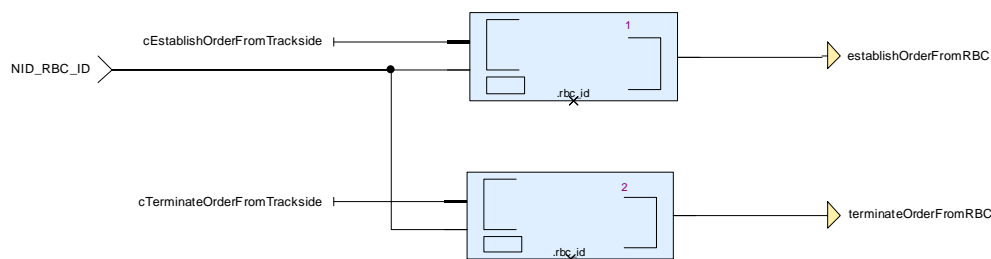 1
cEstablishOrderFromTrackside
establishOrderFromRBC
NID_RBC_ID
.rbc_id
2
cTerminateOrderFromTrackside
terminateOrderFromRBC
.rbc_id